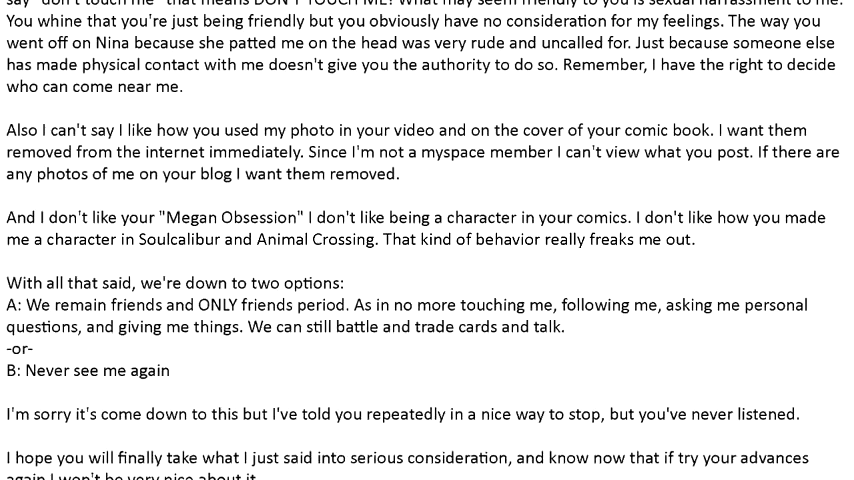 say "don't touch me" that means DON'T TOUCH ME! What may seem friendly to you is sexual harrassment to me.
You whine that you're just being friendly but you obviously have no consideration for my feelings. The way you
went off on Nina because she patted me on the head was very rude and uncalled for. Just because someone else
has made physical contact with me doesn't give you the authority to do so. Remember, I have the right to decide
who can come near me.
Also I can't say I like how you used my photo in your video and on the cover of your comic book. I want them
removed from the internet immediately. Since I'm not a myspace member I can't view what you post. If there are
any photos of me on your blog I want them removed.
And I don't like your "Megan Obsession" I don't like being a character in your comics. I don't like how you made
me a character in Soulcalibur and Animal Crossing. That kind of behavior really freaks me out.
With all that said, we're down to two options:
A: We remain friends and ONLY friends period. As in no more touching me, following me, asking me personal
questions, and giving me things. We can still battle and trade cards and talk.
-or-
B: Never see me again
I'm sorry it's come down to this but I've told you repeatedly in a nice way to stop, but you've never listened.
I hope you will finally take what I just said into serious consideration, and know now that if try your advances
again I won't be very nice about it.